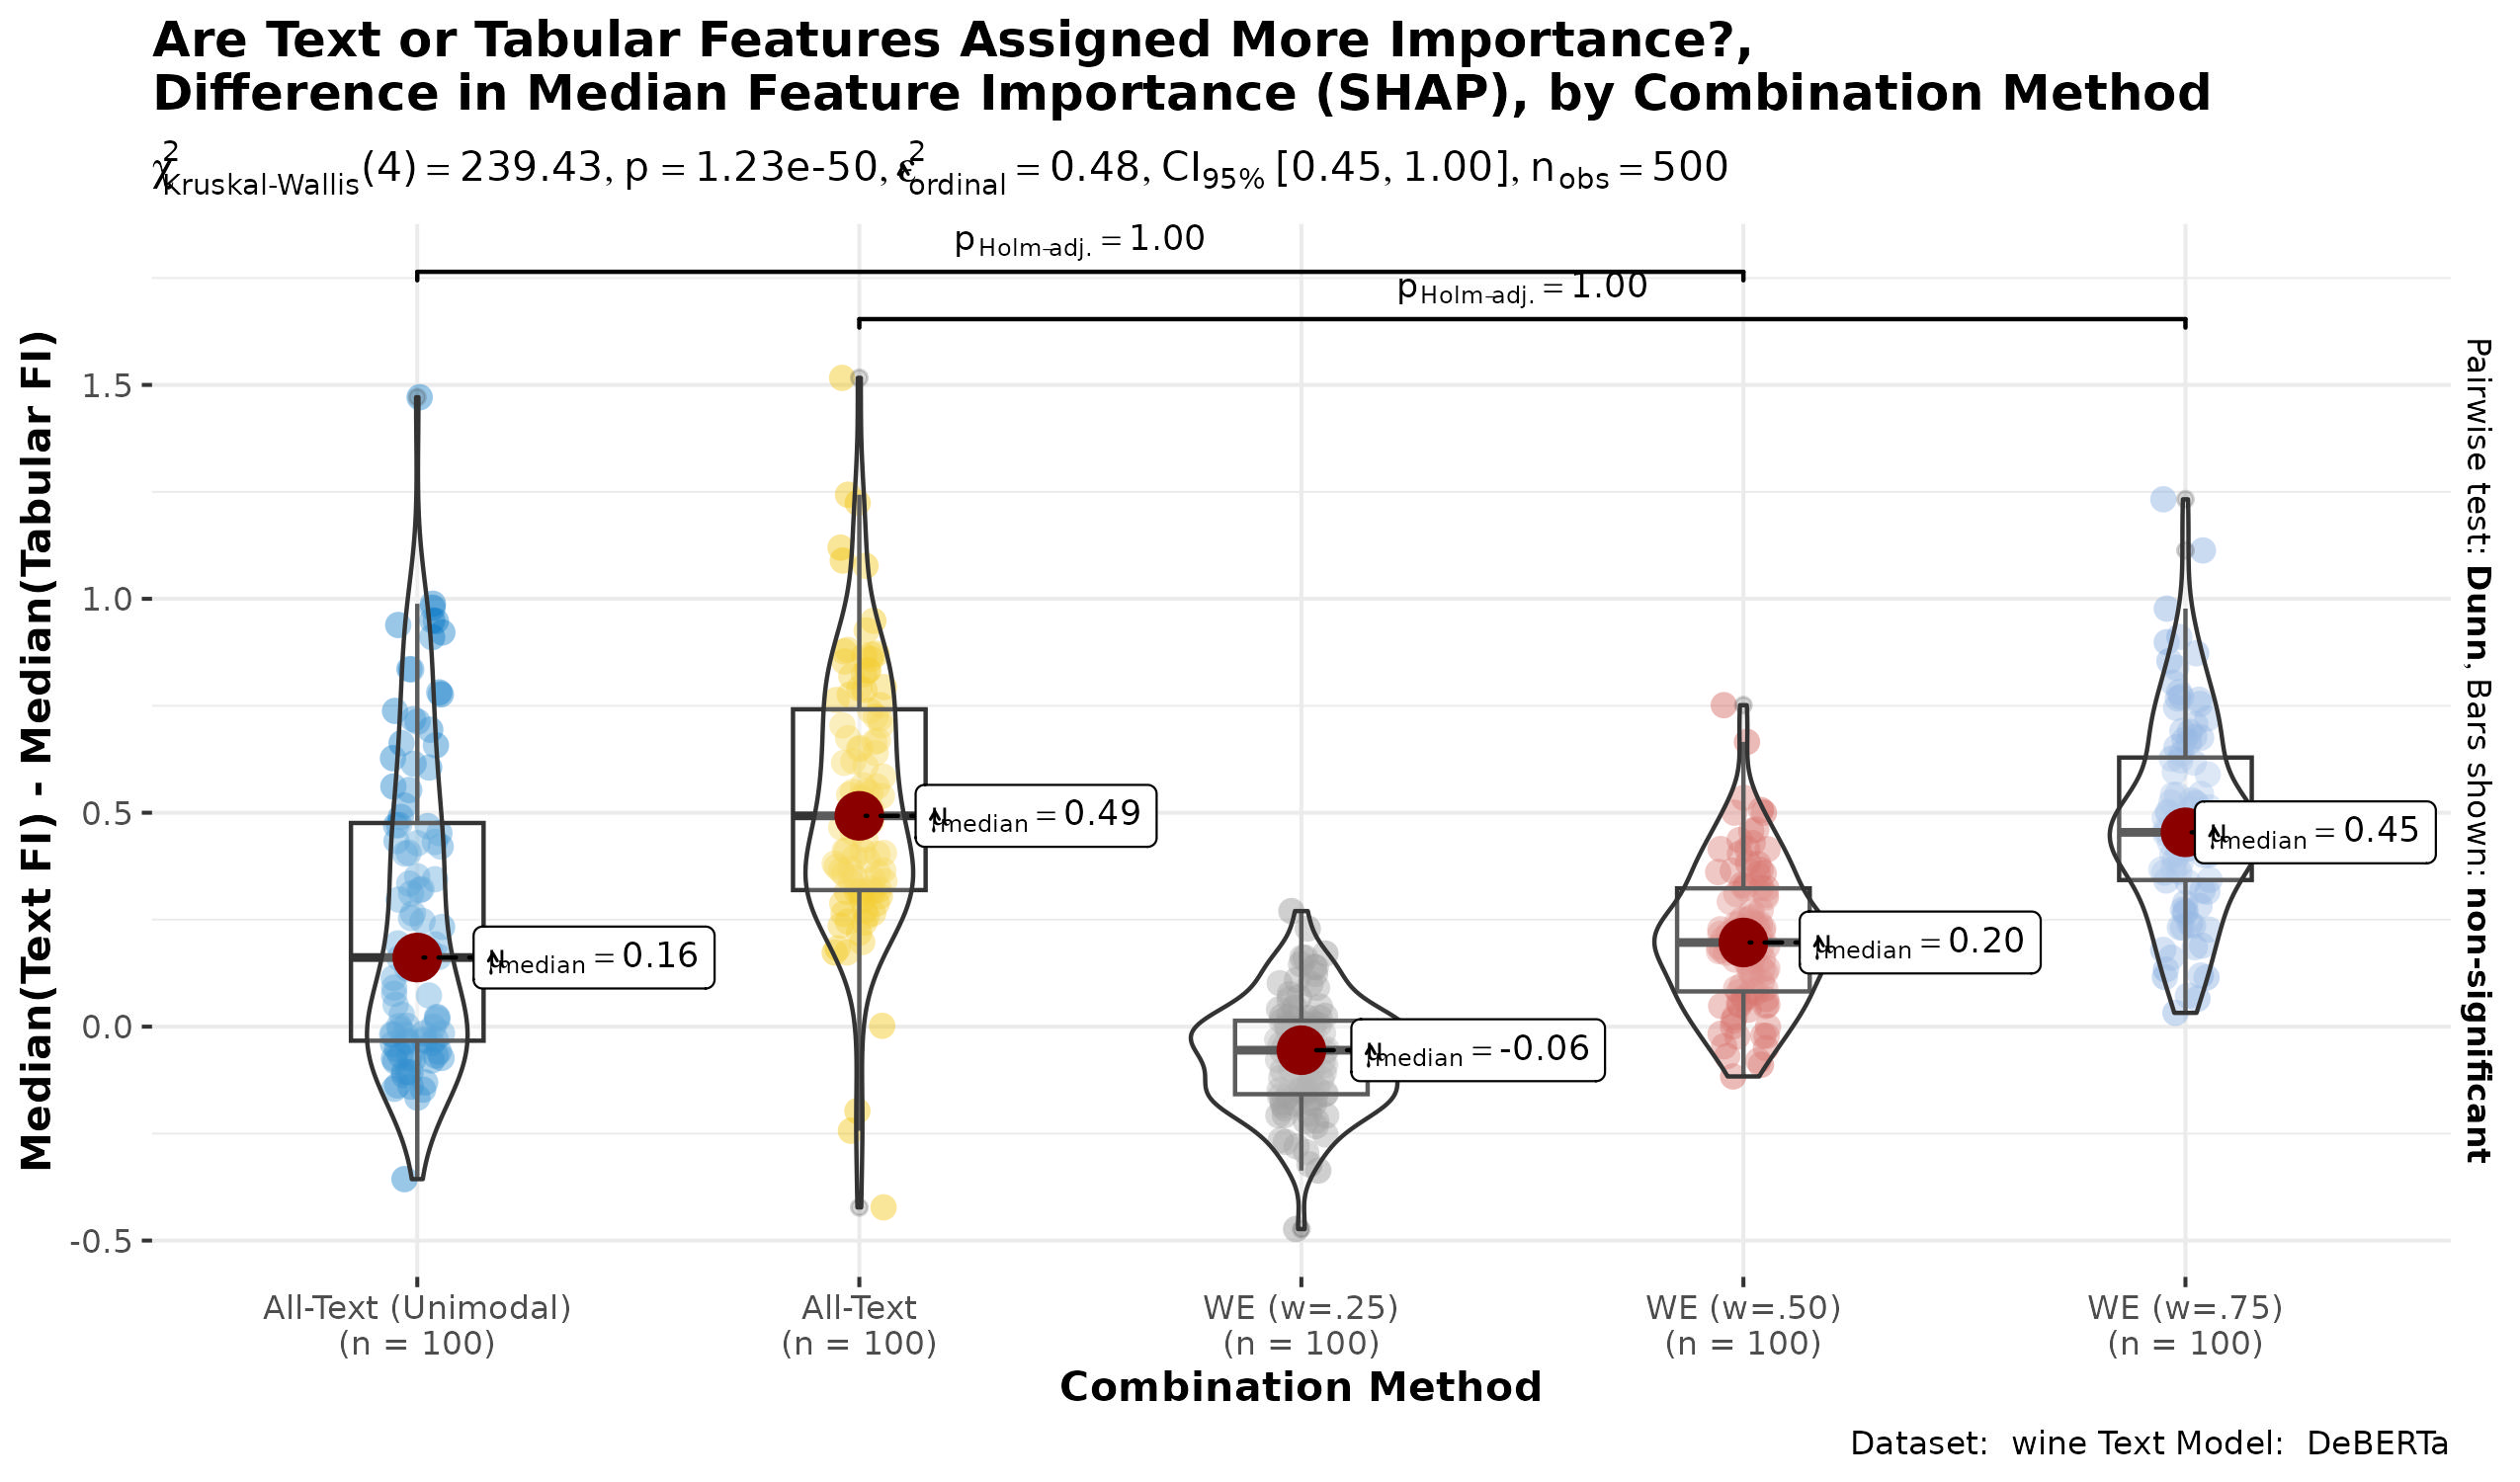 Are Text or Tabular Features Assigned More Importance?,
Difference in Median Feature Importance (SHAP), by Combination Method
χ²Kruskal-Wallis(4) = 239.43, p = 1.23e-50, ε²ordinal = 0.48, CI95% [0.45, 1.00], nobs = 500
pHolm-adj. = 1.00
pHolm-adj. = 1.00
Median(Text FI) - Median(Tabular FI)
1.5
1.0
0.5
0.0
-0.5
μ̂median = 0.16
μ̂median = 0.49
μ̂median = -0.06
μ̂median = 0.20
μ̂median = 0.45
Pairwise test: Dunn, Bars shown: non-significant
All-Text (Unimodal)
(n = 100)
All-Text
(n = 100)
WE (w=.25)
(n = 100)
WE (w=.50)
(n = 100)
WE (w=.75)
(n = 100)
Combination Method
Dataset: wine Text Model: DeBERTa